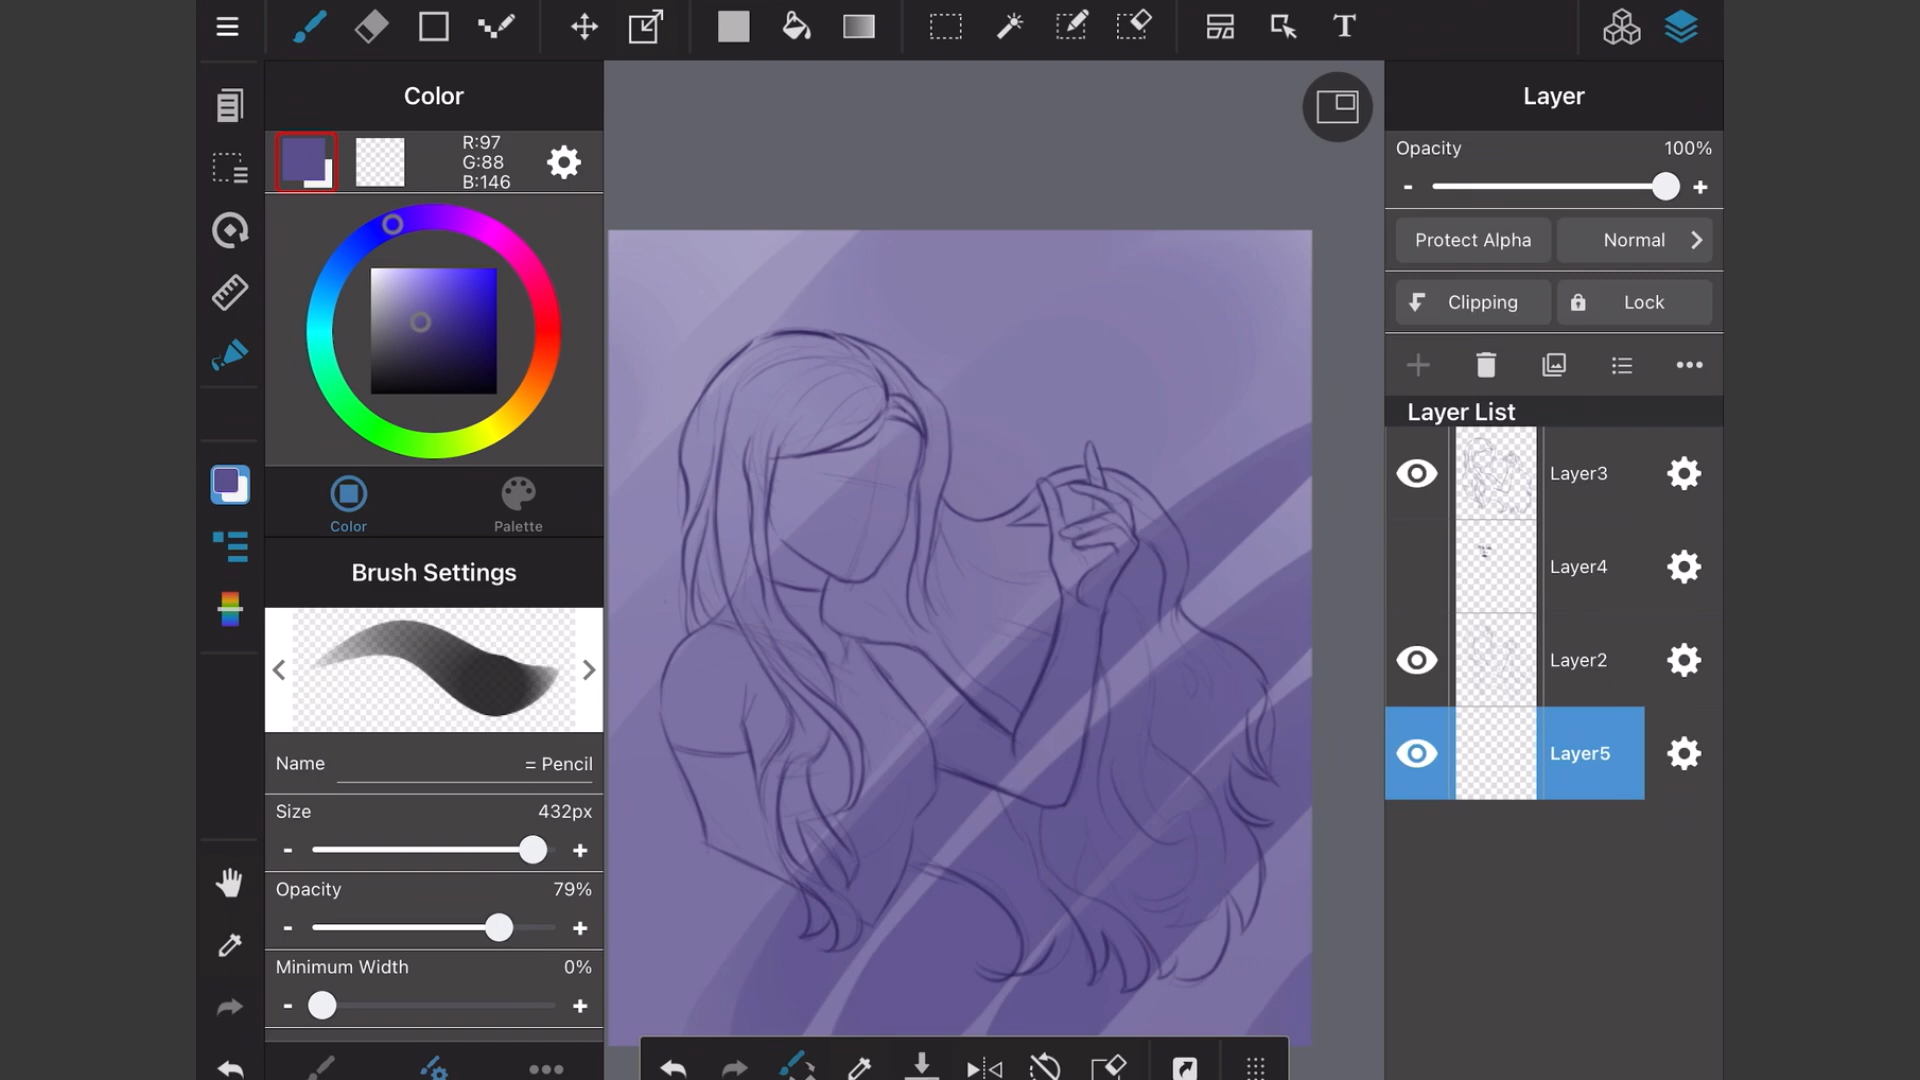 T
Color
R:97
G:88
B:146
Color
Palette
Brush Settings
Name = Pencil
Size 432px
- +
Opacity 79%
- +
Minimum Width 0%
- +
Layer
Opacity 100%
- +
Protect Alpha Normal
Clipping Lock
Layer List
Layer3
Layer4
Layer2
Layer5